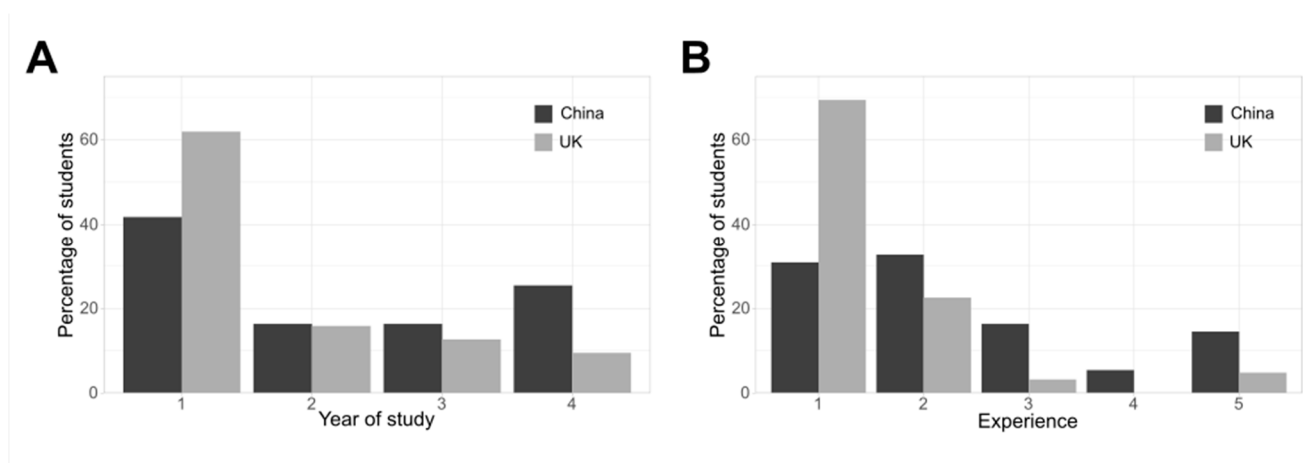 A
Percentage of students
60
40
20
0
China
UK
1 2 3 4
Year of study
B
Percentage of students
60
40
20
0
China
UK
1 2 3 4 5
Experience